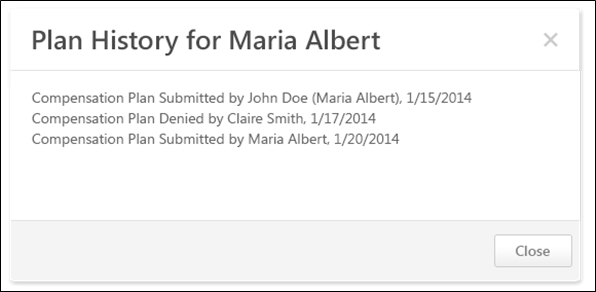 Plan History for Maria Albert
Compensation Plan Submitted by John Doe (Maria Albert), 1/15/2014
Compensation Plan Denied by Claire Smith, 1/17/2014
Compensation Plan Submitted by Maria Albert, 1/20/2014
Close